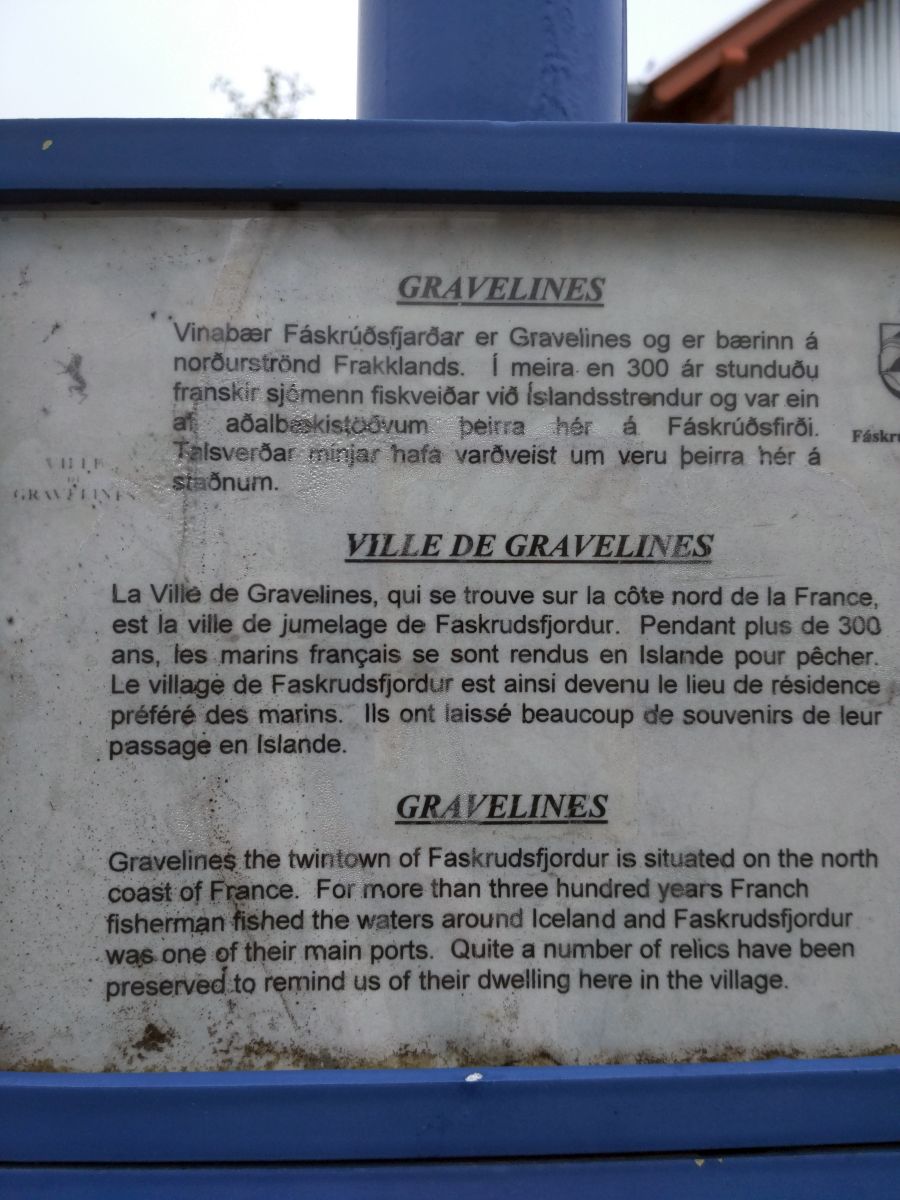 GRAVELINES
Vinabær Fáskrúðsfjarðar er Gravelines og er bærinn á
norðurströnd Frakklands. Í meira en 300 ár stunduðu
franskir sjómenn fiskveiðar við Íslandsstrendur og var ein
af aðalbækistöðvum þeirra hér á Fáskrúðsfirði.
Talsverðar minjar hafa varðveist um veru þeirra hér á
staðnum.
VILLE
DE
GRAVELINES
VILLE DE GRAVELINES
La Ville de Gravelines, qui se trouve sur la côte nord de la France,
est la ville de jumelage de Faskrudsfjordur. Pendant plus de 300
ans, les marins français se sont rendus en Islande pour pêcher.
Le village de Faskrudsfjordur est ainsi devenu le lieu de résidence
préféré des marins. Ils ont laissé beaucoup de souvenirs de leur
passage en Islande.
GRAVELINES
Gravelines the twintown of Faskrudsfjordur is situated on the north
coast of France. For more than three hundred years Franch
fisherman fished the waters around Iceland and Faskrudsfjordur
was one of their main ports. Quite a number of relics have been
preserved to remind us of their dwelling here in the village.